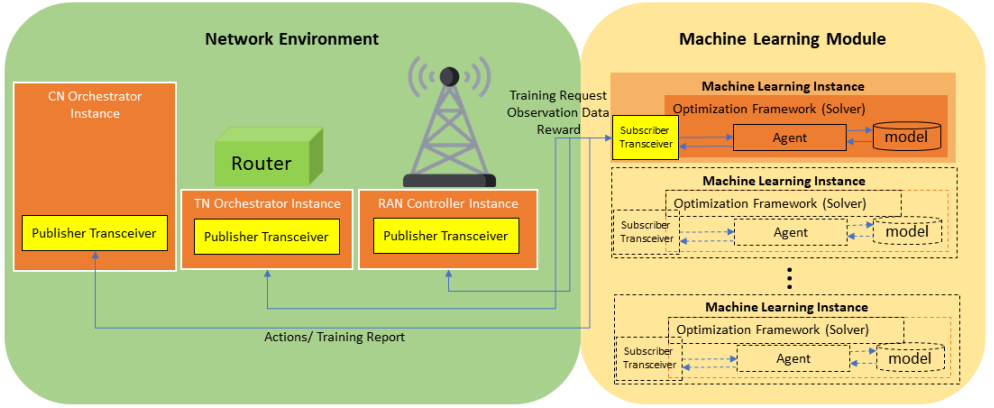 Network Environment
Machine Learning Module
CN Orchestrator
Instance
Publisher Transceiver
Router
TN Orchestrator Instance
Publisher Transceiver
RAN Controller Instance
Publisher Transceiver
Training Request
Observation Data
Reward
Actions/ Training Report
Machine Learning Instance
Optimization Framework (Solver)
Subscriber
Transceiver
Agent
model
Machine Learning Instance
Optimization Framework (Solver)
Subscriber
Transceiver
Agent
model
Machine Learning Instance
Optimization Framework (Solver)
Subscriber
Transceiver
Agent
model